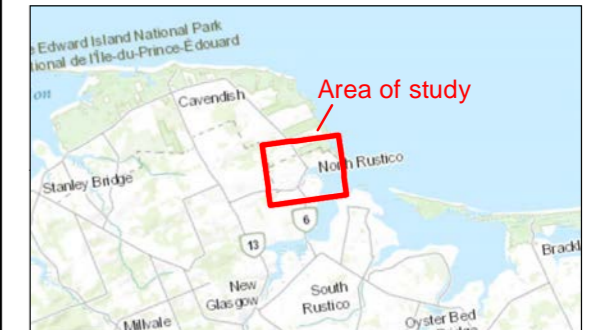 Edward Island National Park
tional de l'Île-du-Prince-Édouard
Area of study
Cavendish
North Rustico
Stanley Bridge
6
13
Brackl
New
Glasgow
South
Rustico
Oyster Bed
Millvale